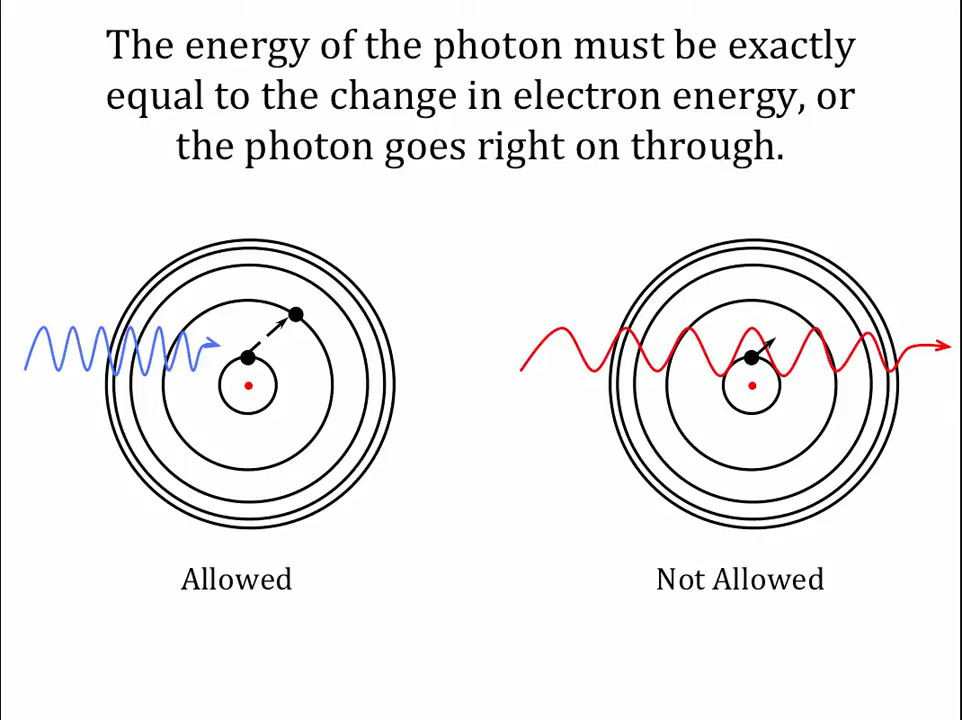 The energy of the photon must be exactly
equal to the change in electron energy, or
the photon goes right on through.
Allowed
Not Allowed